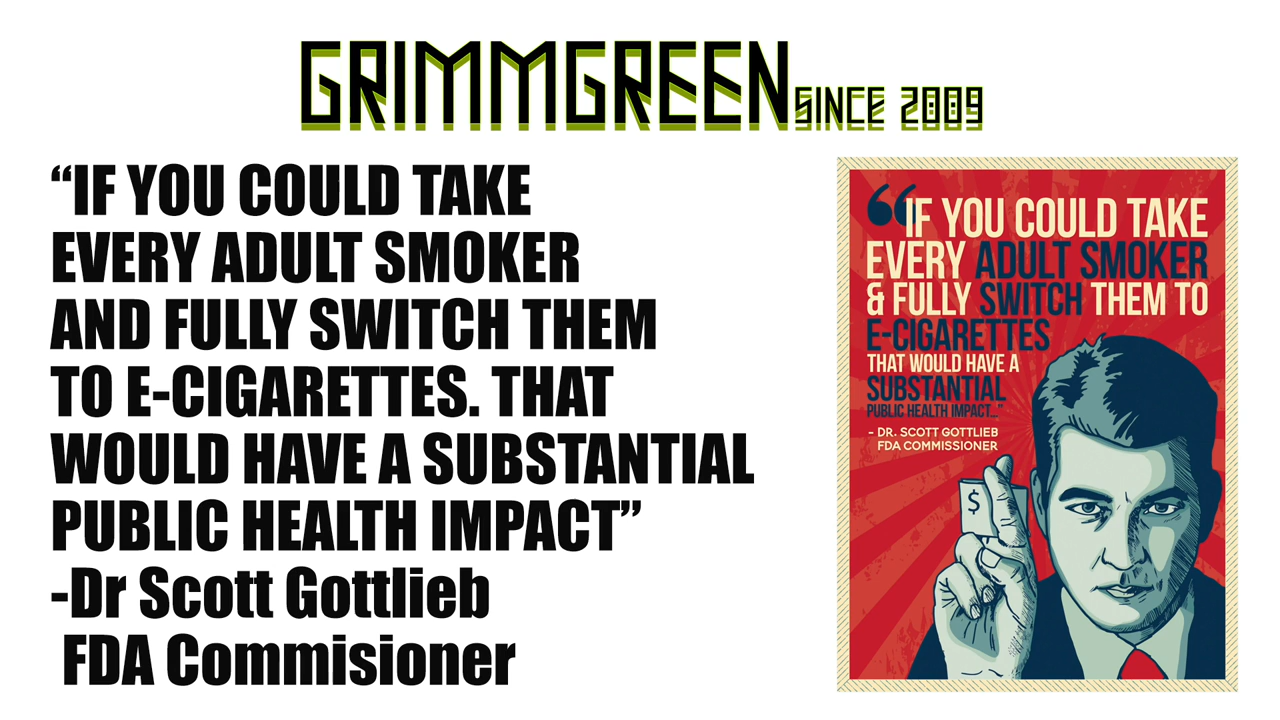 GRIMMGREEN SINCE 2009
“IF YOU COULD TAKE
EVERY ADULT SMOKER
AND FULLY SWITCH THEM
TO E-CIGARETTES. THAT
WOULD HAVE A SUBSTANTIAL
PUBLIC HEALTH IMPACT”
-Dr Scott Gottlieb
FDA Commisioner
“IF YOU COULD TAKE
EVERY ADULT SMOKER
& FULLY SWITCH THEM TO
E-CIGARETTES
THAT WOULD HAVE A
SUBSTANTIAL
PUBLIC HEALTH IMPACT...”
- DR. SCOTT GOTTLIEB
FDA COMMISSIONER
$